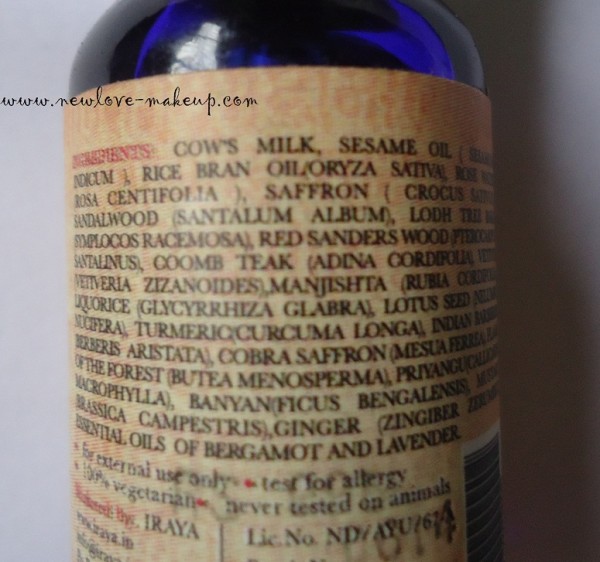 www.newlove-makeup.com
INGREDIENTS: COW'S MILK, SESAME OIL (
INDICUM ), RICE BRAN OIL/ORYZA SATIVA), ROSE
ROSA CENTIFOLIA ), SAFFRON ( CROCUS
SANDALWOOD (SANTALUM ALBUM), LODH TREE
SYMPLOCOS RACEMOSA), RED SANDERS WOOD
SANTALINUS), COOMB TEAK (ADINA CORDIFOLIA),
VETIVERIA ZIZANOIDES),MANJISHTA (RUBIA
LIQUORICE (GLYCYRRHIZA GLABRA), LOTUS SEED
NUCIFERA), TURMERIC(CURCUMA LONGA), INDIAN
BERBERIS ARISTATA), COBRA SAFFRON (MESUA FERREA,
OF THE FOREST (BUTEA MENOSPERMA),
MACROPHYLLA), BANYAN(FICUS BENGALENSIS),
BRASSICA CAMPESTRIS),GINGER (ZINGIBER
ESSENTIAL OILS OF BERGAMOT AND LAVENDER.
for external use only test for allergy
100% vegetarian never tested on animals
IRAYA
Lic.No. ND/AYU/6
www.iraya.in